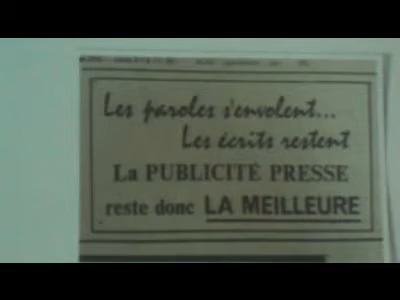 Les paroles s'envolent...
Les écrits restent
La PUBLICITÉ PRESSE
reste donc LA MEILLEURE